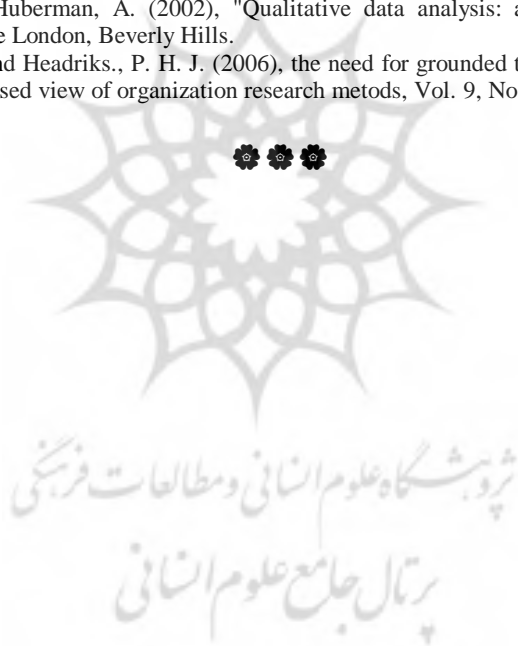 Huberman, A. (2002), "Qualitative data analysis: a
e London, Beverly Hills.
nd Headriks., P. H. J. (2006), the need for grounded t
sed view of organization research metods, Vol. 9, No
پژوهشگاه علوم انسانی و مطالعات فرهنگی
پرتال جامع علوم انسانی